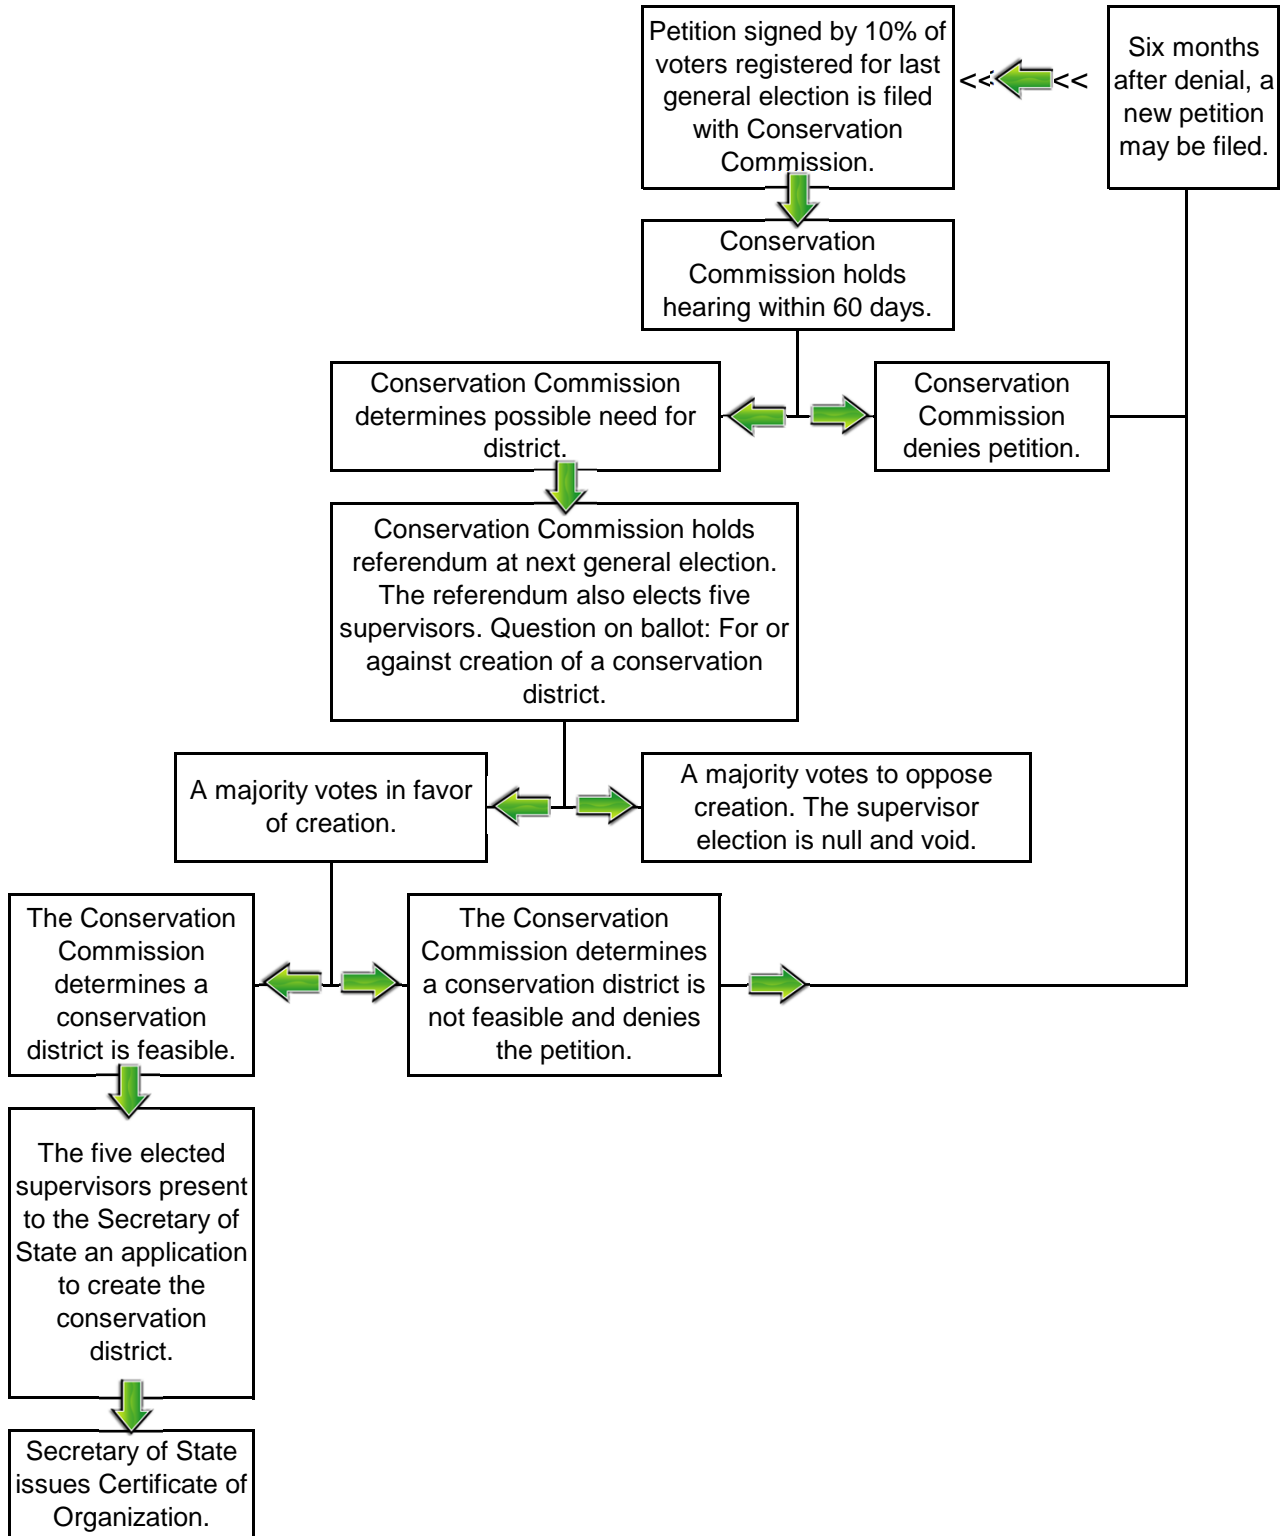 Petition signed by 10% of
voters registered for last
general election is filed
with Conservation
Commission.
<< <<
Six months
after denial, a
new petition
may be filed.
Conservation
Commission holds
hearing within 60 days.
Conservation Commission
determines possible need for
district.
Conservation
Commission
denies petition.
Conservation Commission holds
referendum at next general election.
The referendum also elects five
supervisors. Question on ballot: For or
against creation of a conservation
district.
A majority votes in favor
of creation.
A majority votes to oppose
creation. The supervisor
election is null and void.
The Conservation
Commission
determines a
conservation
district is feasible.
The Conservation
Commission determines
a conservation district is
not feasible and denies
the petition.
The five elected
supervisors present
to the Secretary of
State an application
to create the
conservation
district.
Secretary of State
issues Certificate of
Organization.